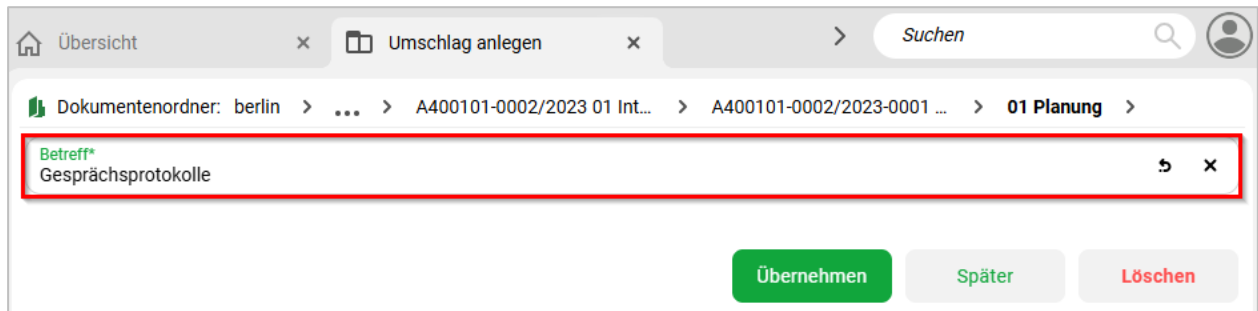 Übersicht × Umschlag anlegen × > Suchen
Dokumentenordner: berlin > ... > A400101-0002/2023 01 Int... > A400101-0002/2023-0001 ... > 01 Planung >
Betreff*
Gesprächsprotokolle
Übernehmen Später Löschen